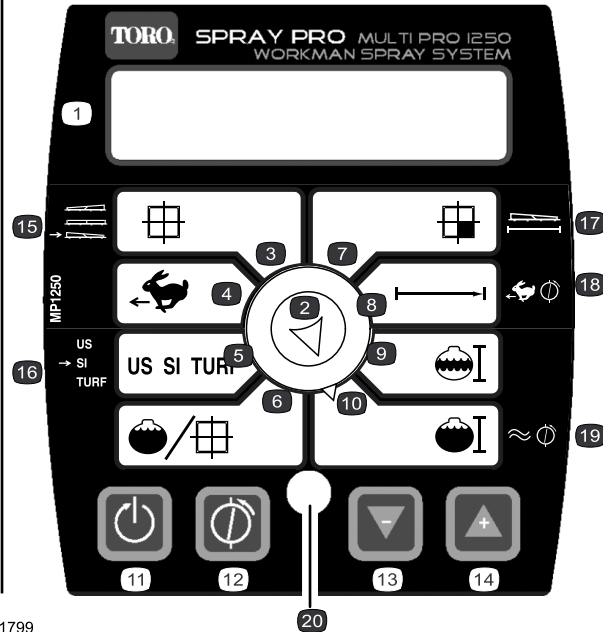 TORO.
SPRAY PRO MULTI PRO 1250
WORKMAN SPRAY SYSTEM
1
15
17
3
7
MP1250
4
2
8
18
US
SI
TURF
16
US SI TURF
5
9
6
10
19
- +
11
12
13
14
20
1799